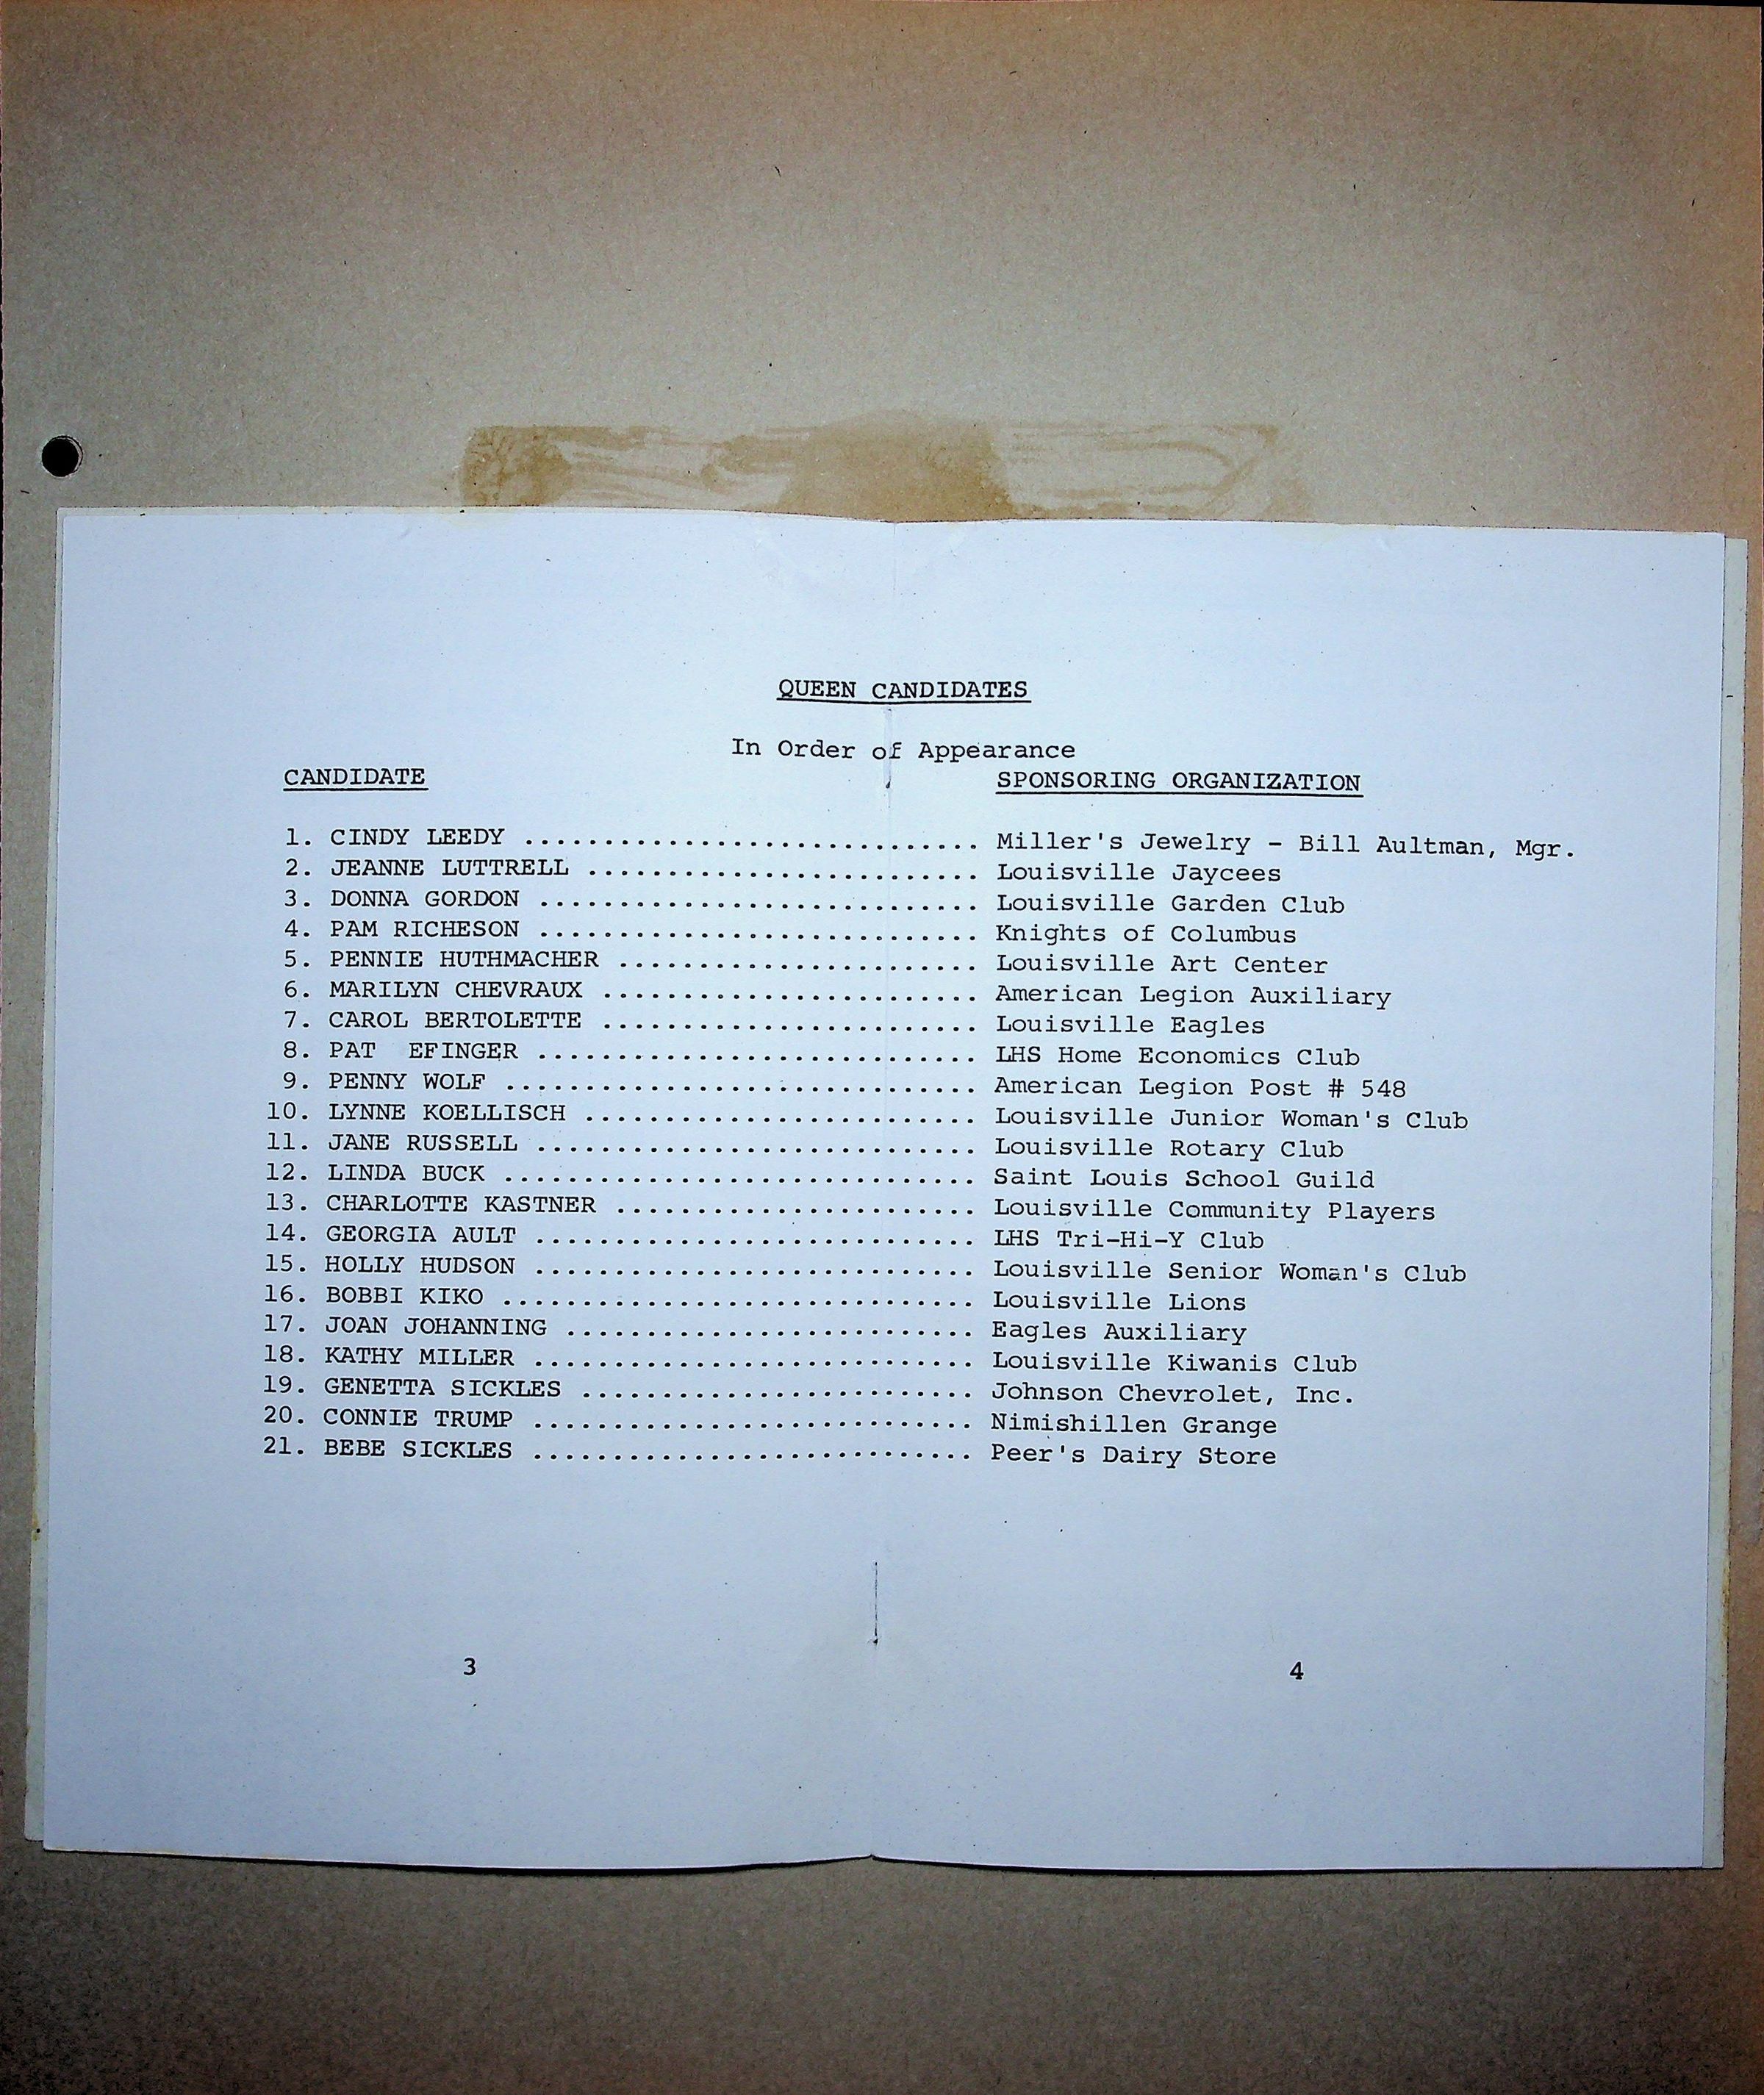 QUEEN CANDIDATES
In Order of Appearance
CANDIDATE SPONSORING ORGANIZATION
1. CINDY LEEDY ............................. Miller's Jewelry - Bill Aultman, Mgr.
2. JEANNE LUTTRELL ......................... Louisville Jaycees
3. DONNA GORDON ............................ Louisville Garden Club
4. PAM RICHESON ............................ Knights of Columbus
5. PENNIE HUTHMACHER ....................... Louisville Art Center
6. MARILYN CHEVRAUX ........................ American Legion Auxiliary
7. CAROL BERTOLETTE ........................ Louisville Eagles
8. PAT  EFINGER ............................ LHS Home Economics Club
9. PENNY WOLF .............................. American Legion Post # 548
10. LYNNE KOELLISCH ......................... Louisville Junior Woman's Club
11. JANE RUSSELL ............................ Louisville Rotary Club
12. LINDA BUCK .............................. Saint Louis School Guild
13. CHARLOTTE KASTNER ....................... Louisville Community Players
14. GEORGIA AULT ............................ LHS Tri-Hi-Y Club
15. HOLLY HUDSON ............................ Louisville Senior Woman's Club
16. BOBBI KIKO .............................. Louisville Lions
17. JOAN JOHANNING .......................... Eagles Auxiliary
18. KATHY MILLER ............................ Louisville Kiwanis Club
19. GENETTA SICKLES ......................... Johnson Chevrolet, Inc.
20. CONNIE TRUMP ............................ Nimishillen Grange
21. BEBE SICKLES ............................ Peer's Dairy Store
3 4